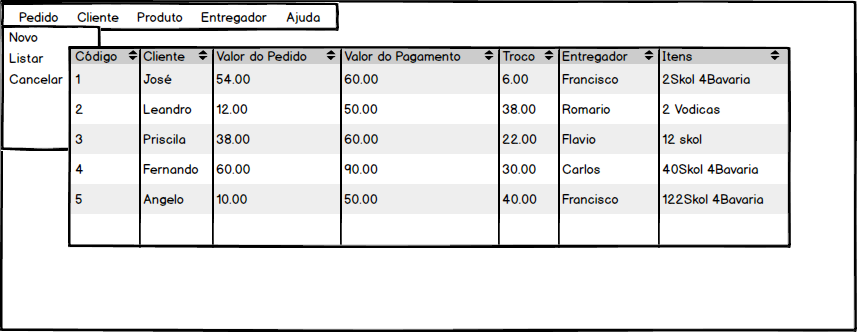 Pedido Cliente Produto Entregador Ajuda
Novo
Listar
Cancelar
Código Cliente Valor do Pedido Valor do Pagamento Troco Entregador Itens
1 José 54.00 60.00 6.00 Francisco 2Skol 4Bavaria
2 Leandro 12.00 50.00 38.00 Romario 2 Vodicas
3 Priscila 38.00 60.00 22.00 Flavio 12 skol
4 Fernando 60.00 90.00 30.00 Carlos 40Skol 4Bavaria
5 Angelo 10.00 50.00 40.00 Francisco 122Skol 4Bavaria